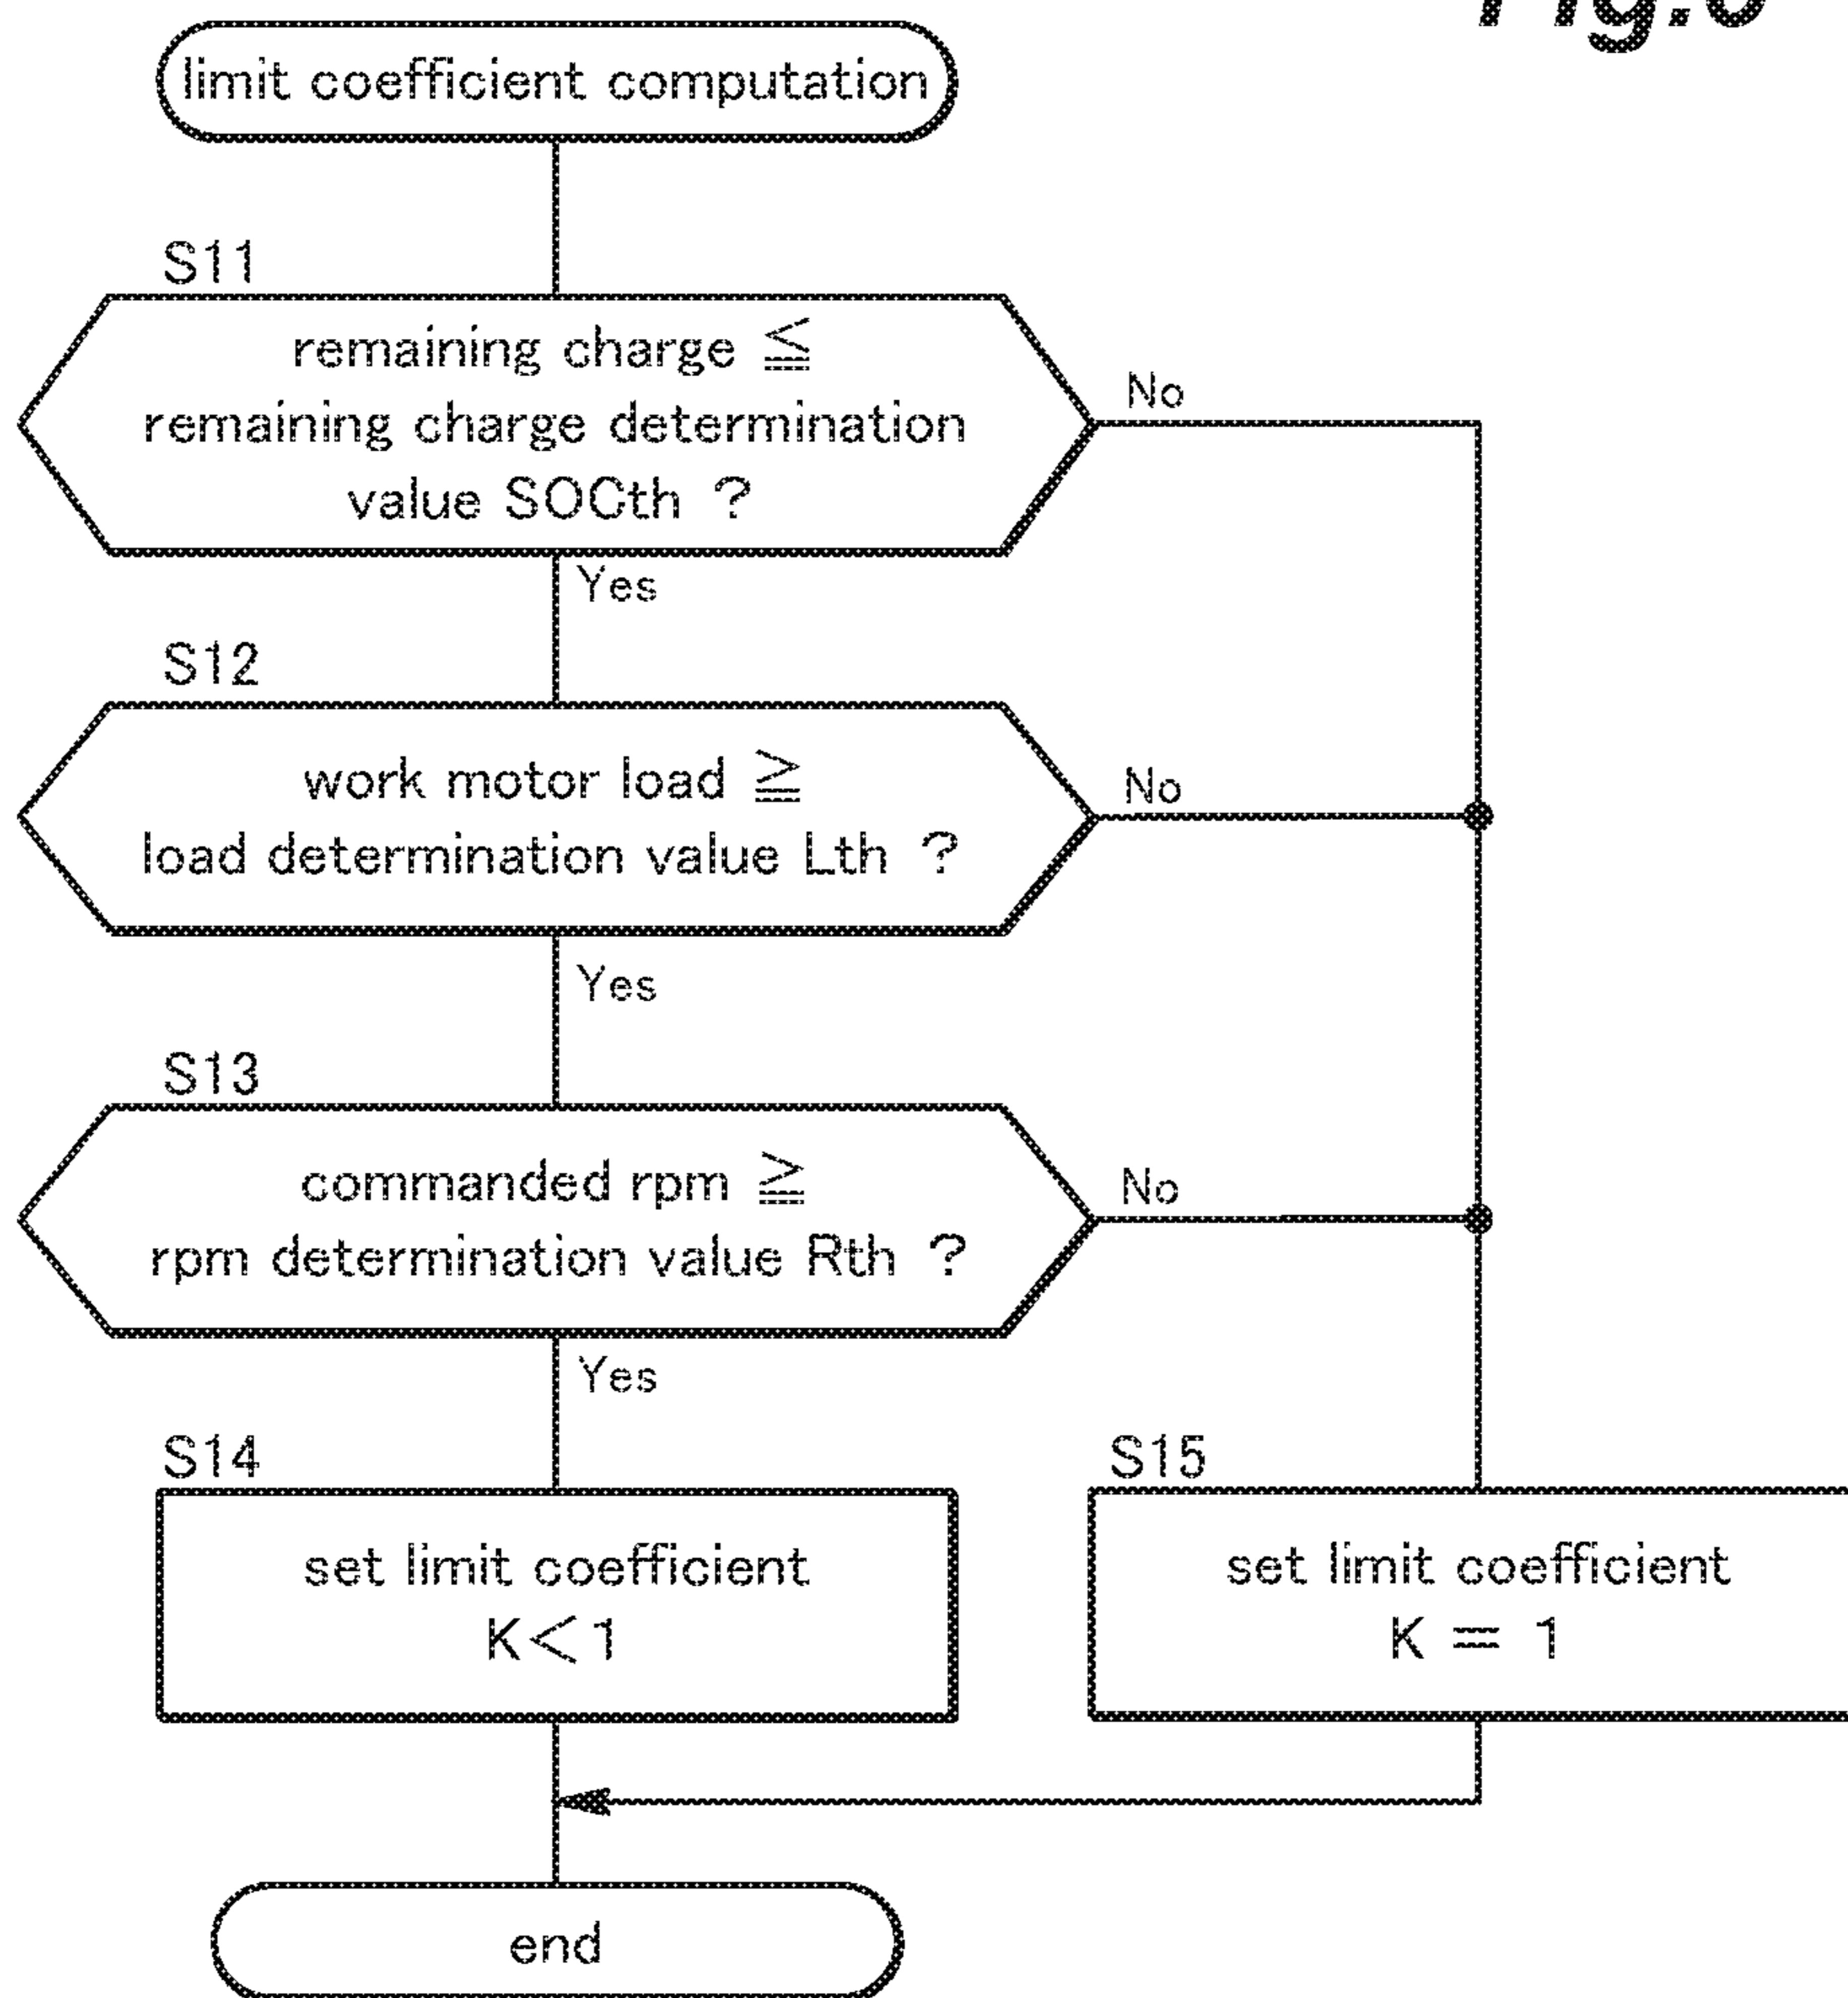 limit coefficient computation
S11
remaining charge ≦
remaining charge determination
value SOCth ?
No
Yes
S12
work motor load ≧
load determination value Lth ?
No
Yes
S13
commanded rpm ≧
rpm determination value Rth ?
No
Yes
S14
set limit coefficient
K<1
S15
set limit coefficient
K = 1
end